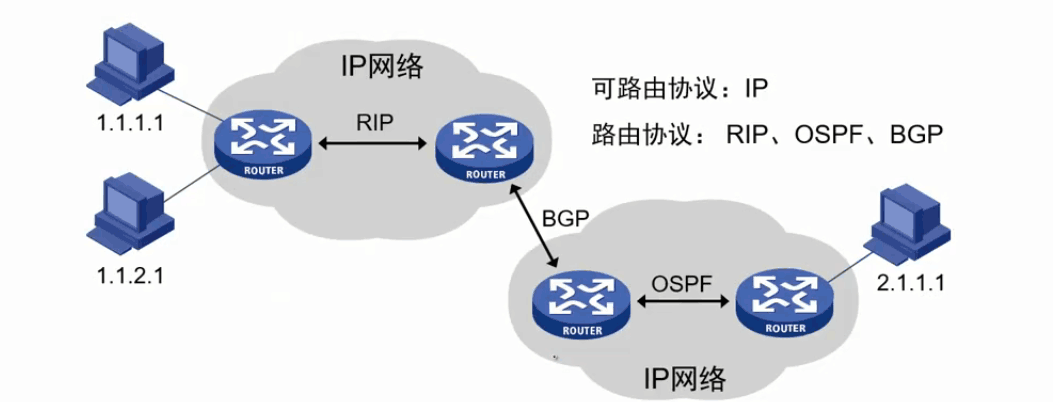 IP网络
可路由协议：IP
路由协议： RIP、OSPF、BGP
1.1.1.1
RIP
ROUTER
ROUTER
1.1.2.1
BGP
OSPF
2.1.1.1
ROUTER
ROUTER
IP网络